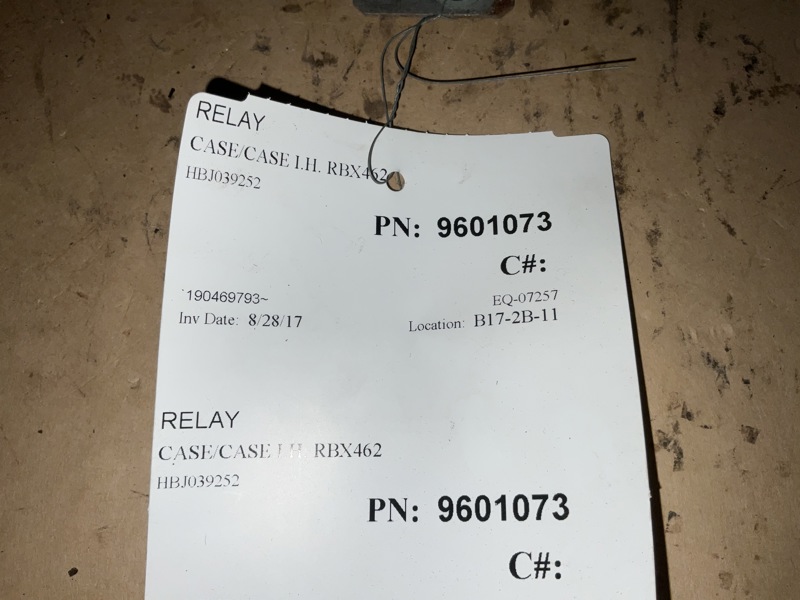 RELAY
CASE/CASE I.H. RBX462
HBJ039252
PN: 9601073
C#:
190469793~
EQ-07257
Inv Date: 8/28/17
Location: B17-2B-11
RELAY
CASE/CASE I.H. RBX462
HBJ039252
PN: 9601073
C#: